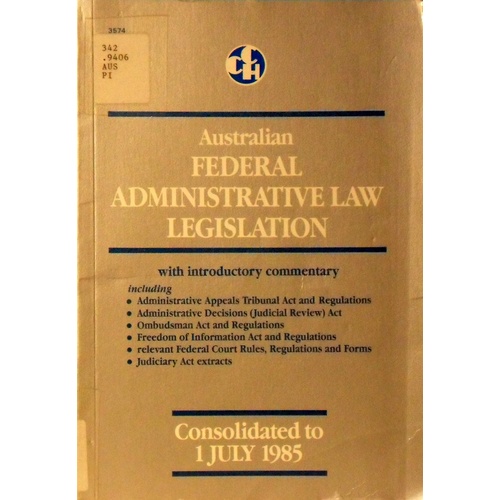 3574
342
.9406
AUS
PI
CCH
Australian
FEDERAL
ADMINISTRATIVE LAW
LEGISLATION
with introductory commentary
including
• Administrative Appeals Tribunal Act and Regulations
• Administrative Decisions (Judicial Review) Act
• Ombudsman Act and Regulations
• Freedom of Information Act and Regulations
• relevant Federal Court Rules, Regulations and Forms
• Judiciary Act extracts
Consolidated to
1 JULY 1985